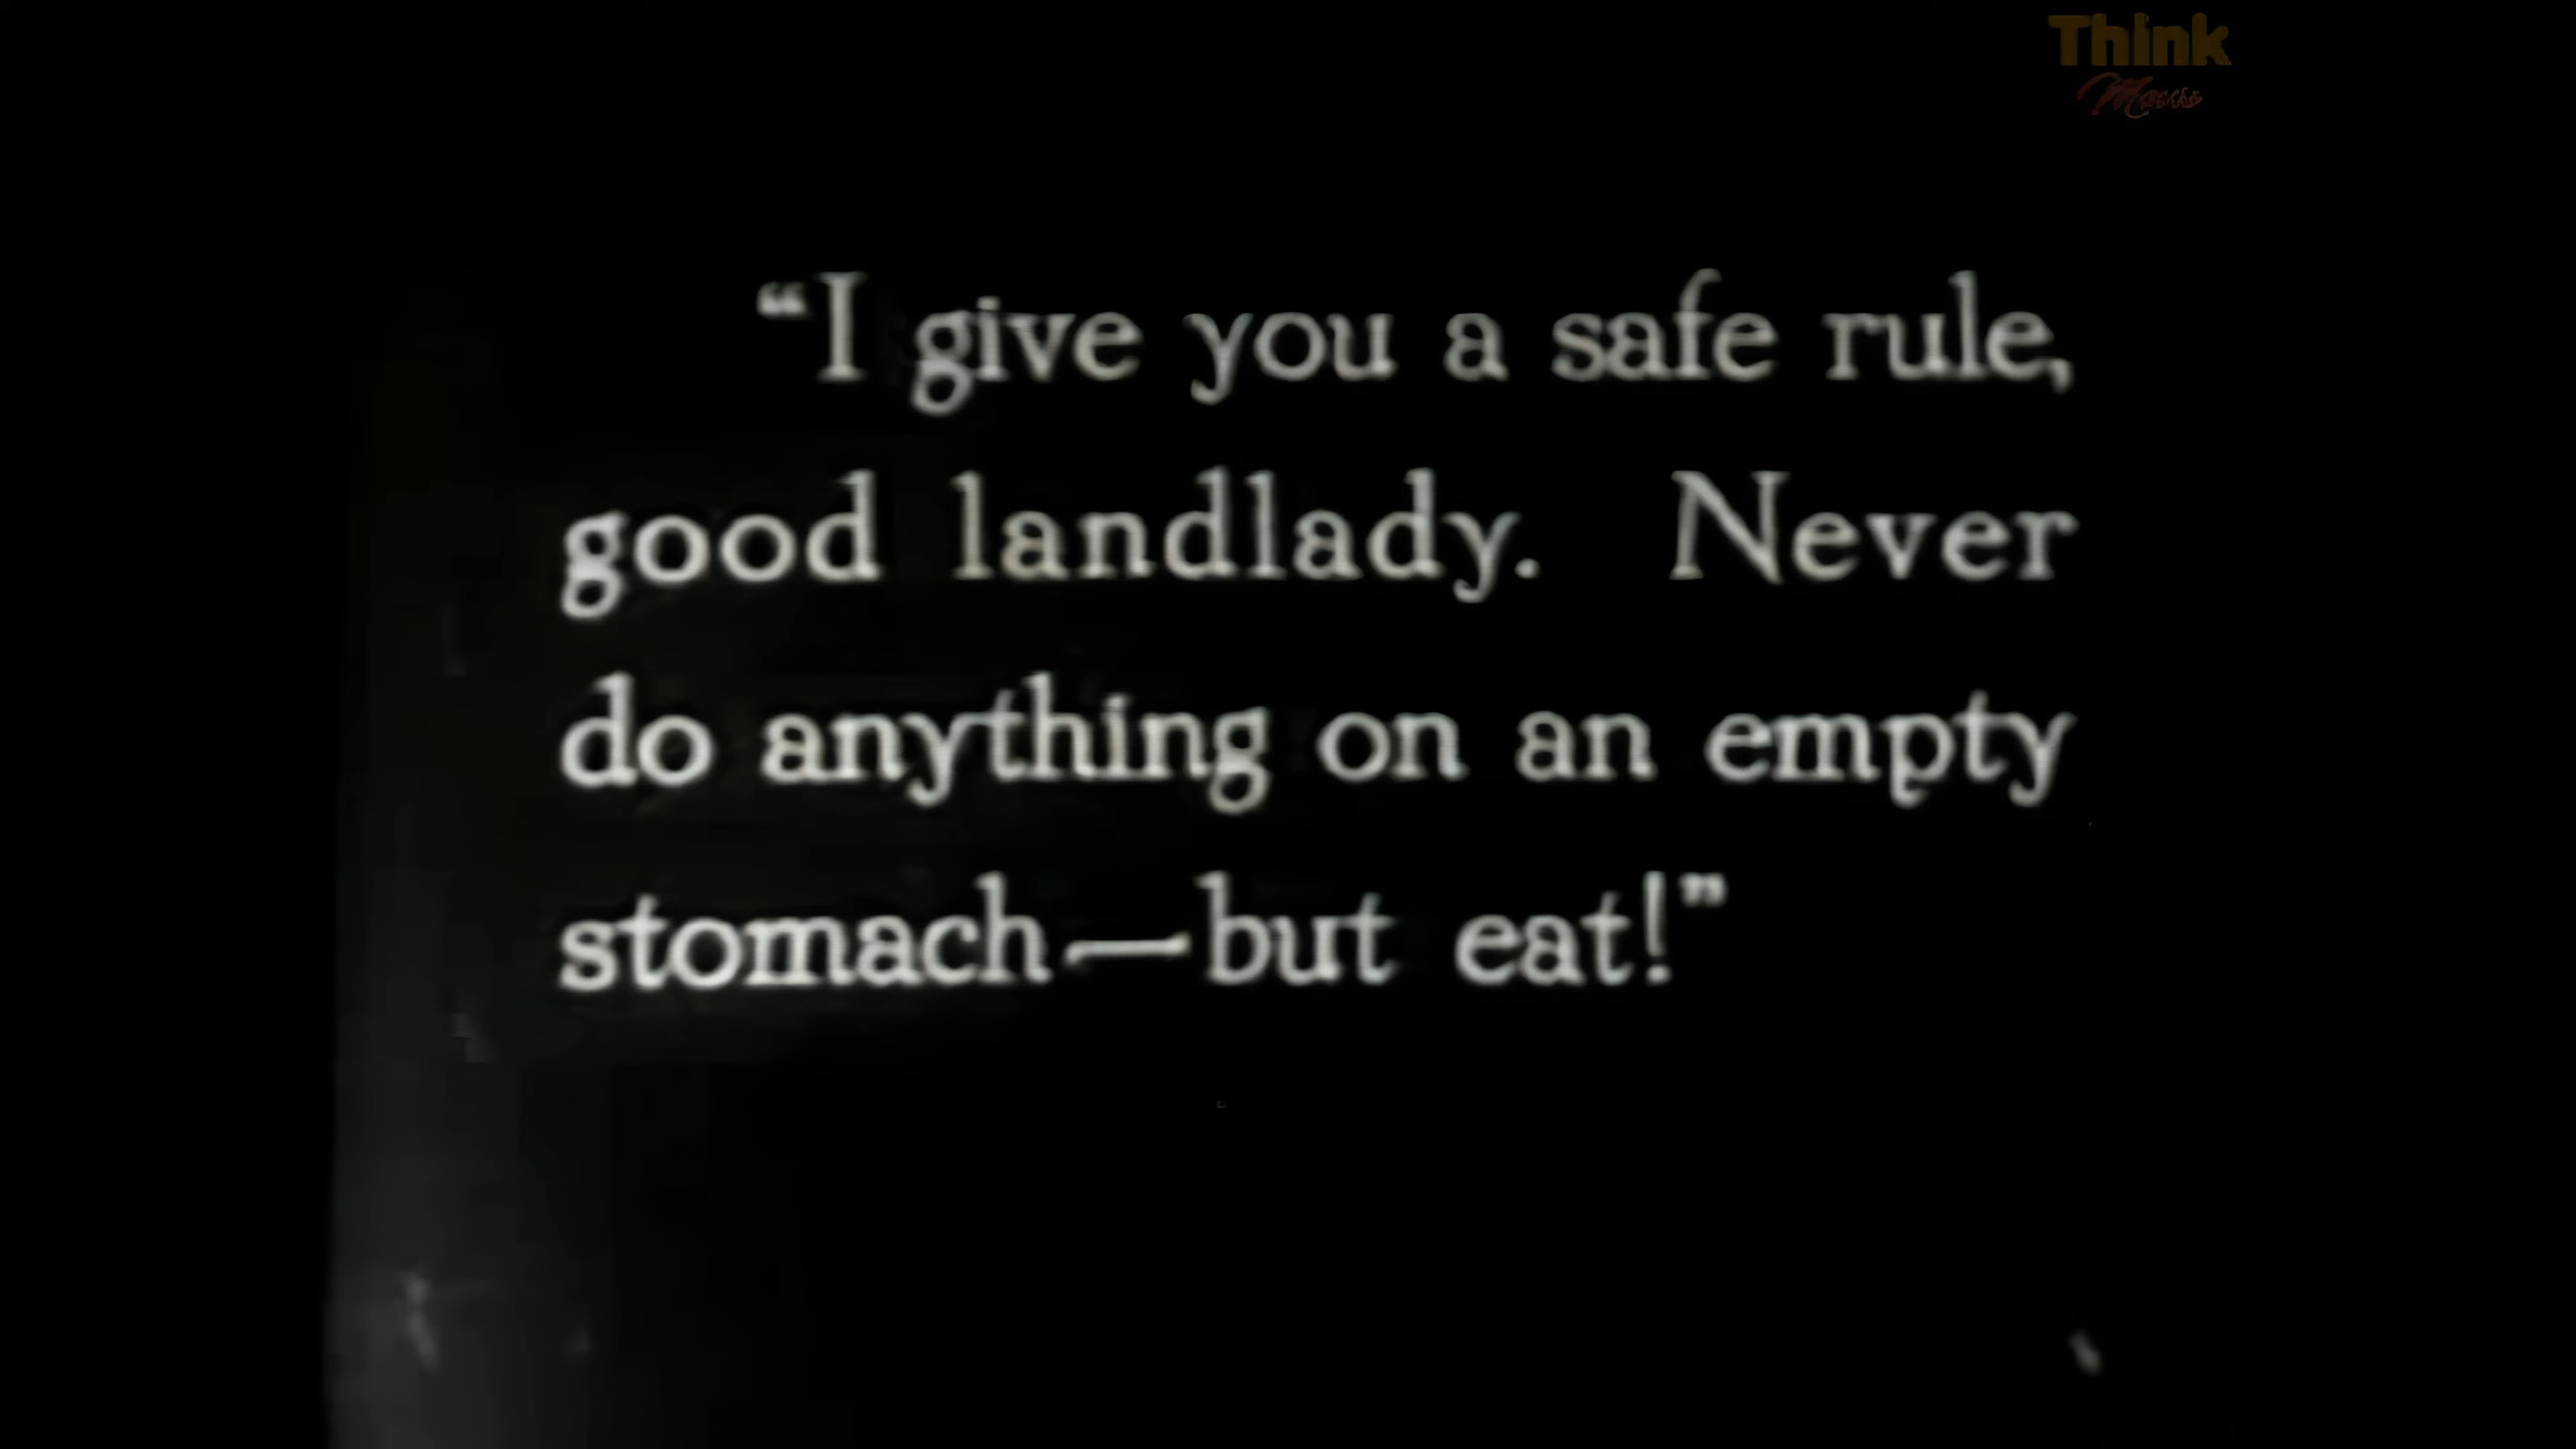 Think
“I give you a safe rule,
good landlady. Never
do anything on an empty
stomach—but eat!”